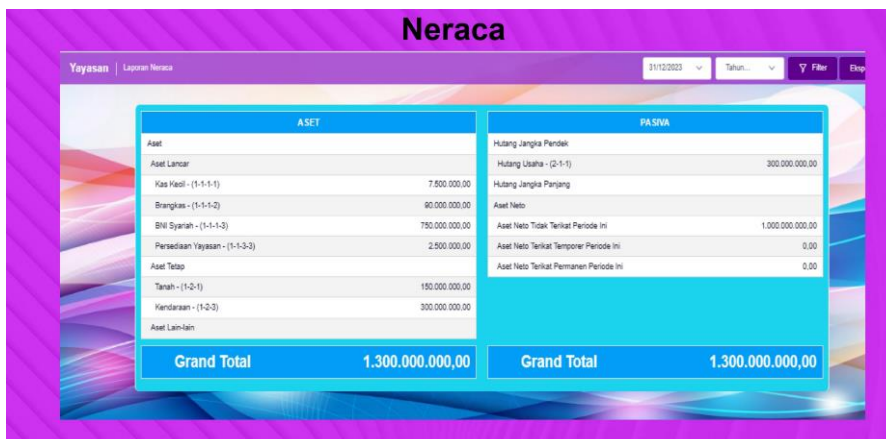 Neraca
Yayasan | Laporan Neraca 31/12/2023 Tahun... Filter Eksp
ASET
Aset
Aset Lancar
Kas Kecil - (1-1-1-1) 7.500.000,00
Brangkas - (1-1-1-2) 90.000.000,00
BNI Syariah - (1-1-1-3) 750.000.000,00
Persediaan Yayasan - (1-1-3-3) 2.500.000,00
Aset Tetap
Tanah - (1-2-1) 150.000.000,00
Kendaraan - (1-2-3) 300.000.000,00
Aset Lain-lain
Grand Total 1.300.000.000,00
PASIVA
Hutang Jangka Pendek
Hutang Usaha - (2-1-1) 300.000.000,00
Hutang Jangka Panjang
Aset Neto
Aset Neto Tidak Terikat Periode Ini 1.000.000.000,00
Aset Neto Terikat Temporer Periode Ini 0,00
Aset Neto Terikat Permanen Periode Ini 0,00
Grand Total 1.300.000.000,00